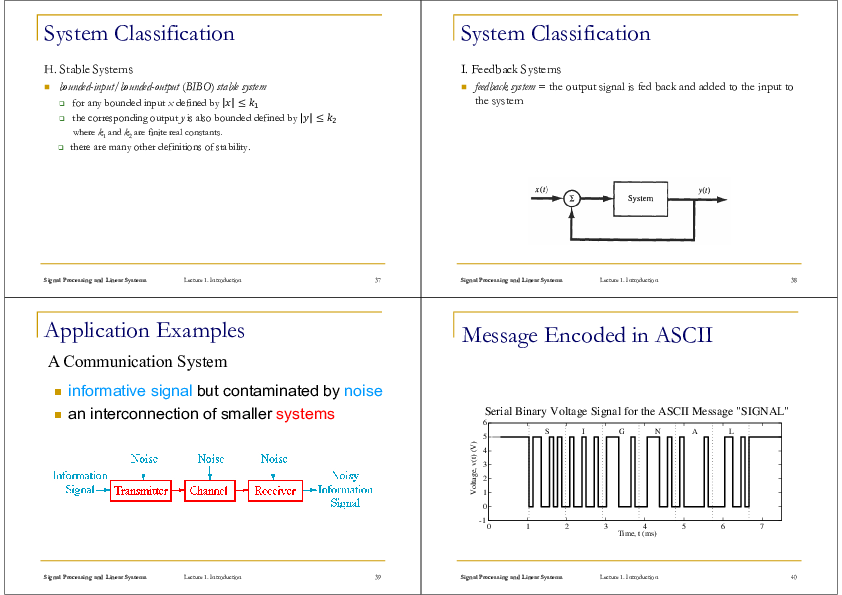 System Classification
H. Stable Systems
bounded-input/bounded-output (BIBO) stable system
for any bounded input x defined by |x| ≤ k₁
the corresponding output y is also bounded defined by |y| ≤ k₂
where k₁ and k₂ are finite real constants.
there are many other definitions of stability.
Signal Processing and Linear Systems Lecture 1. Introduction 37
System Classification
I. Feedback Systems
feedback system = the output signal is fed back and added to the input to
the system
x(t) Σ System y(t)
Signal Processing and Linear Systems Lecture 1. Introduction 38
Application Examples
A Communication System
informative signal but contaminated by noise
an interconnection of smaller systems
Noise Noise Noise
Information
Signal
Transmitter Channel Receiver
Noisy
Information
Signal
Signal Processing and Linear Systems Lecture 1. Introduction 39
Message Encoded in ASCII
Serial Binary Voltage Signal for the ASCII Message "SIGNAL"
S I G N A L
Voltage, v(t) (V)
6
5
4
3
2
1
0
-1
0 1 2 3 4 5 6 7
Time, t (ms)
Signal Processing and Linear Systems Lecture 1. Introduction 40